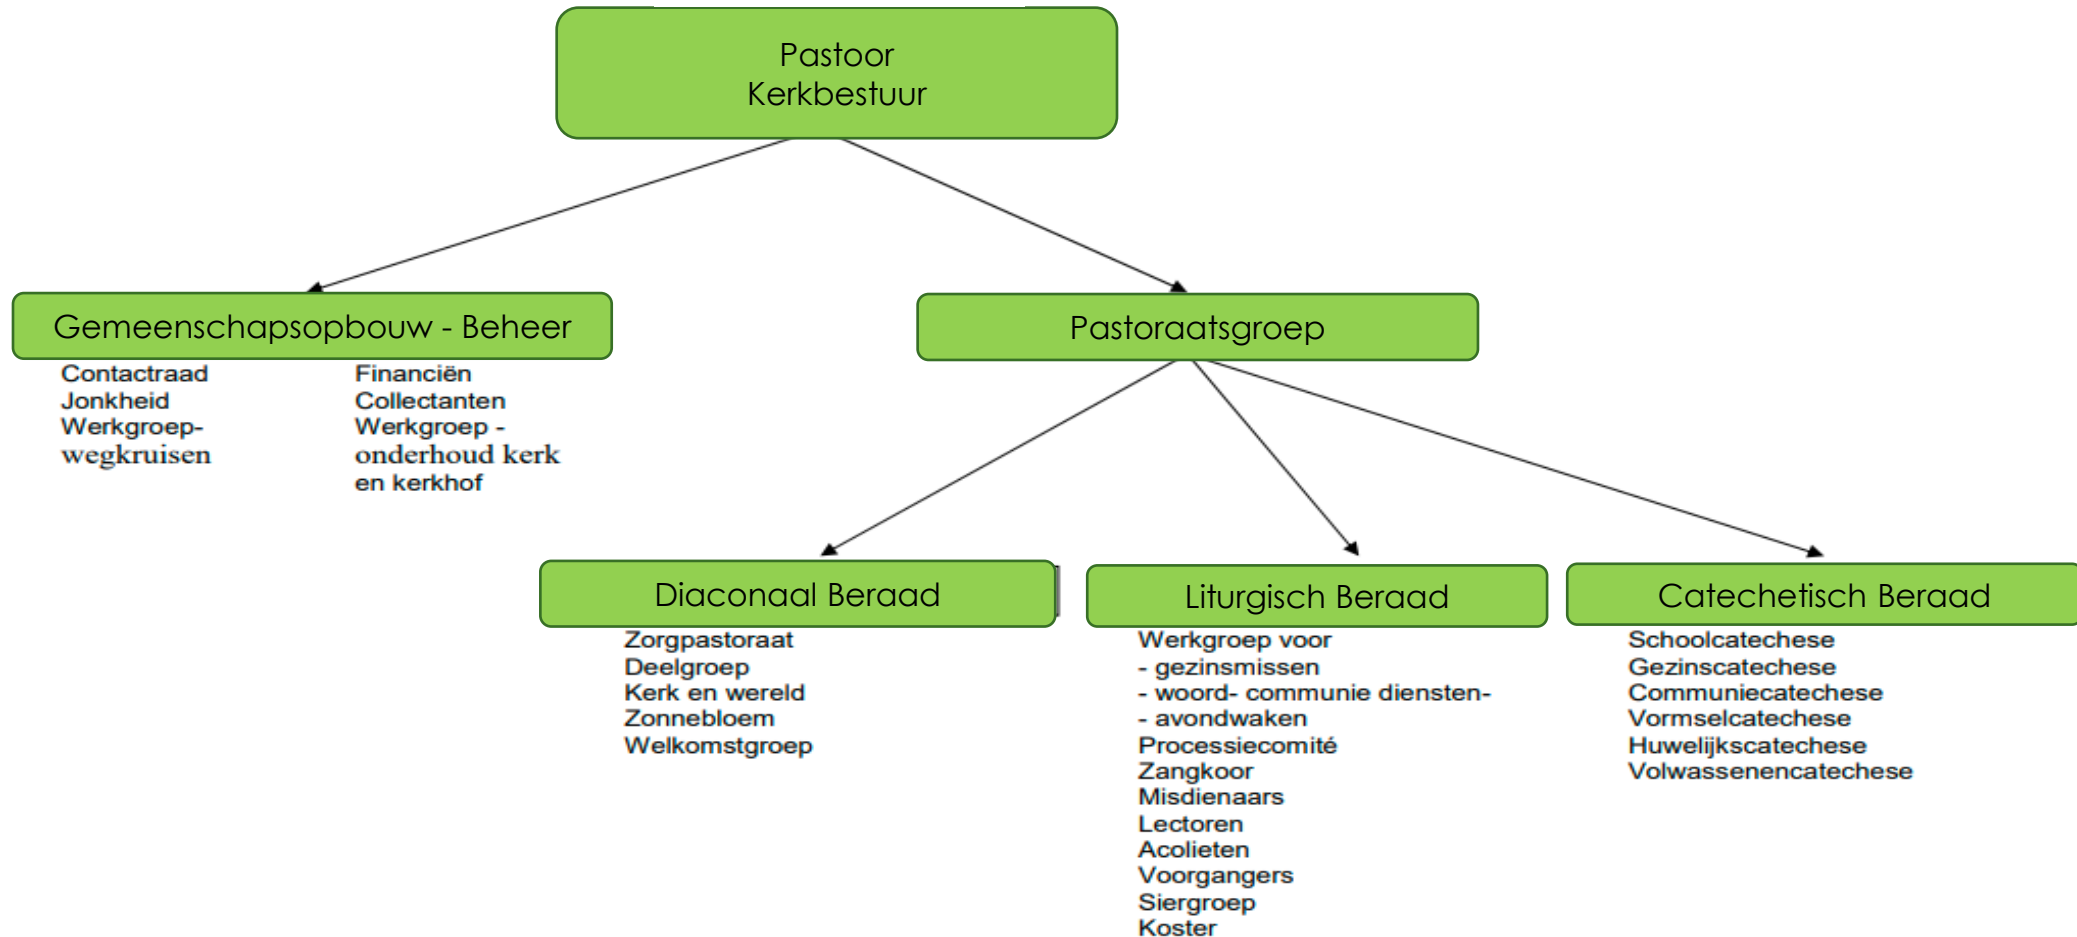 Pastoor
Kerkbestuur
Gemeenschapsopbouw - Beheer
Contactraad
Jonkheid
Werkgroep-
wegkruisen
Financiën
Collectanten
Werkgroep -
onderhoud kerk
en kerkhof
Pastoraatsgroep
Diaconaal Beraad
Zorgpastoraat
Deelgroep
Kerk en wereld
Zonnebloem
Welkomstgroep
Liturgisch Beraad
Werkgroep voor
- gezinsmissen
- woord- communie diensten-
- avondwaken
Processiecomité
Zangkoor
Misdienaars
Lectoren
Acolieten
Voorgangers
Siergroep
Koster
Catechetisch Beraad
Schoolcatechese
Gezinscatechese
Communiecatechese
Vormselcatechese
Huwelijkscatechese
Volwassenencatechese